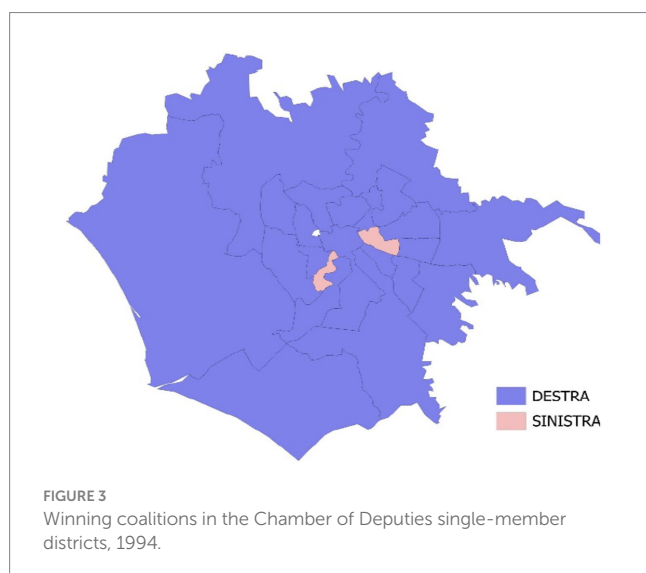 DESTRA
SINISTRA
FIGURE 3
Winning coalitions in the Chamber of Deputies single-member
districts, 1994.